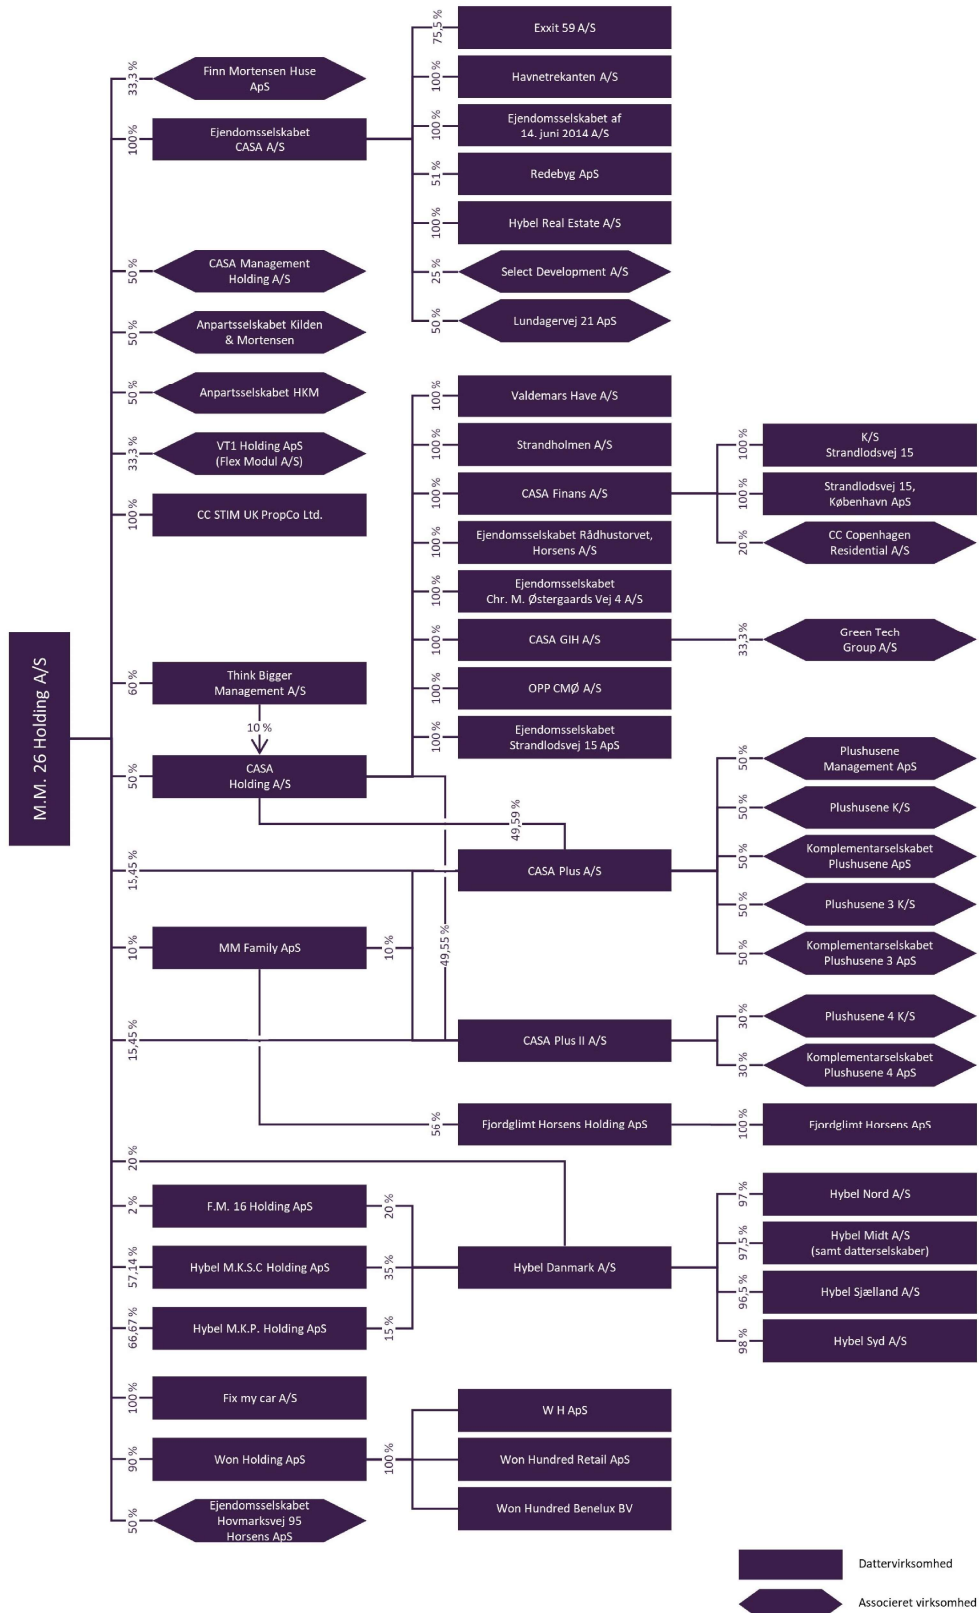 M.M. 26 Holding A/S
33,3 %
Finn Mortensen Huse
ApS
100 %
Ejendomsselskabet
CASA A/S
75,5 %
Exxit 59 A/S
100 %
Havnetrekanten A/S
100 %
Ejendomsselskabet af
14. juni 2014 A/S
51 %
Redebyg ApS
100 %
Hybel Real Estate A/S
25 %
Select Development A/S
50 %
Lundagervej 21 ApS
50 %
CASA Management
Holding A/S
50 %
Anpartsselskabet Kilden
& Mortensen
50 %
Anpartsselskabet HKM
33,3 %
VT1 Holding ApS
(Flex Modul A/S)
100 %
CC STIM UK PropCo Ltd.
60 %
Think Bigger
Management A/S
10 %
50 %
CASA
Holding A/S
100 %
Valdemars Have A/S
100 %
Strandholmen A/S
100 %
CASA Finans A/S
100 %
K/S
Strandlodsvej 15
100 %
Strandlodsvej 15,
København ApS
20 %
CC Copenhagen
Residential A/S
100 %
Ejendomsselskabet Rådhustorvet,
Horsens A/S
100 %
Ejendomsselskabet
Chr. M. Østergaards Vej 4 A/S
100 %
CASA GIH A/S
33,3 %
Green Tech
Group A/S
100 %
OPP CMØ A/S
100 %
Ejendomsselskabet
Strandlodsvej 15 ApS
49,59 %
49,55 %
15,45 %
CASA Plus A/S
50 %
Plushusene
Management ApS
50 %
Plushusene K/S
50 %
Komplementarselskabet
Plushusene ApS
50 %
Plushusene 3 K/S
50 %
Komplementarselskabet
Plushusene 3 ApS
10 %
MM Family ApS
10 %
15,45 %
CASA Plus II A/S
30 %
Plushusene 4 K/S
30 %
Komplementarselskabet
Plushusene 4 ApS
56 %
Fjordglimt Horsens Holding ApS
100 %
Fjordglimt Horsens ApS
20 %
2 %
F.M. 16 Holding ApS
20 %
57,14 %
Hybel M.K.S.C Holding ApS
35 %
66,67 %
Hybel M.K.P. Holding ApS
15 %
Hybel Danmark A/S
97 %
Hybel Nord A/S
97,5 %
Hybel Midt A/S
(samt datterselskaber)
96,5 %
Hybel Sjælland A/S
98 %
Hybel Syd A/S
100 %
Fix my car A/S
90 %
Won Holding ApS
100 %
W H ApS
Won Hundred Retail ApS
Won Hundred Benelux BV
50 %
Ejendomsselskabet
Hovmarksvej 95
Horsens ApS
Dattervirksomhed
Associeret virksomhed